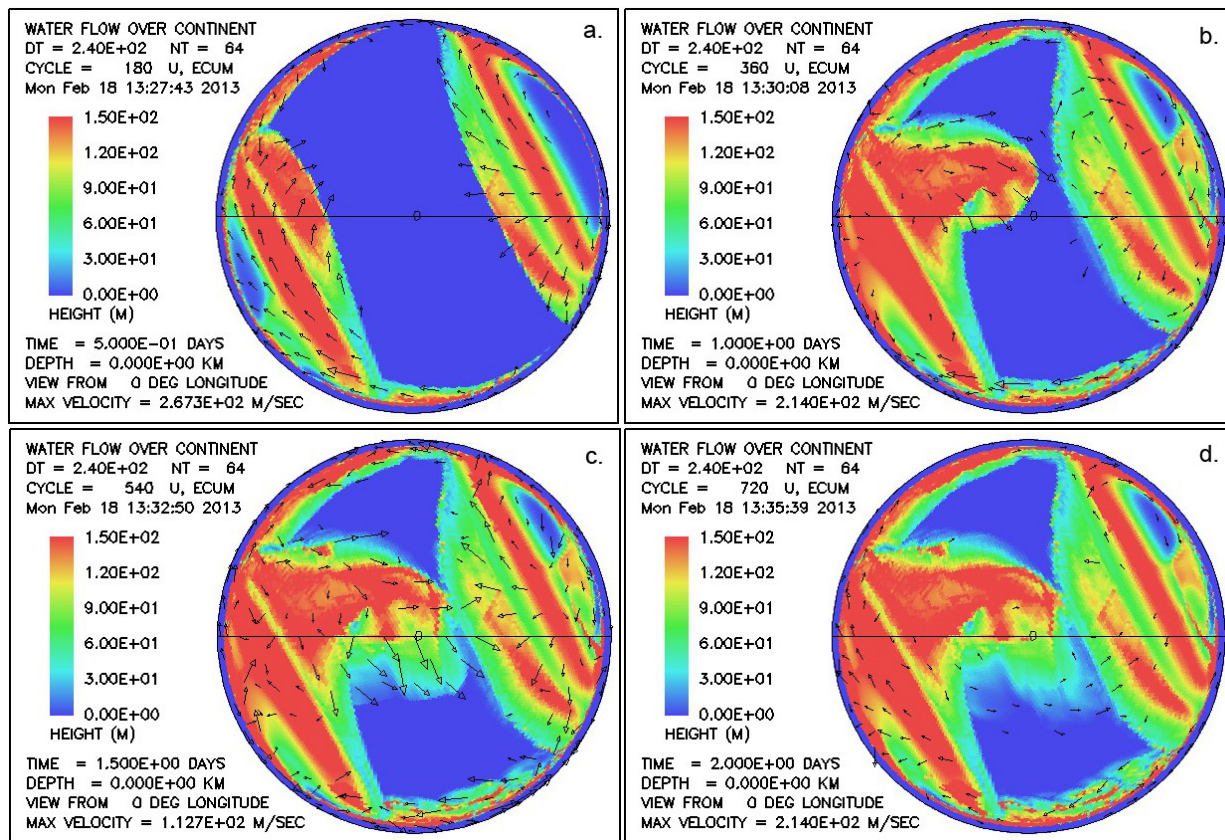 a.
WATER FLOW OVER CONTINENT
DT = 2.40E+02 NT = 64
CYCLE = 180 U, ECUM
Mon Feb 18 13:27:43 2013
1.50E+02
1.20E+02
9.00E+01
6.00E+01
3.00E+01
0.00E+00
HEIGHT (M)
0
TIME = 5.000E-01 DAYS
DEPTH = 0.000E+00 KM
VIEW FROM 0 DEG LONGITUDE
MAX VELOCITY = 2.673E+02 M/SEC
b.
WATER FLOW OVER CONTINENT
DT = 2.40E+02 NT = 64
CYCLE = 360 U, ECUM
Mon Feb 18 13:30:08 2013
1.50E+02
1.20E+02
9.00E+01
6.00E+01
3.00E+01
0.00E+00
HEIGHT (M)
0
TIME = 1.000E+00 DAYS
DEPTH = 0.000E+00 KM
VIEW FROM 0 DEG LONGITUDE
MAX VELOCITY = 2.140E+02 M/SEC
c.
WATER FLOW OVER CONTINENT
DT = 2.40E+02 NT = 64
CYCLE = 540 U, ECUM
Mon Feb 18 13:32:50 2013
1.50E+02
1.20E+02
9.00E+01
6.00E+01
3.00E+01
0.00E+00
HEIGHT (M)
0
TIME = 1.500E+00 DAYS
DEPTH = 0.000E+00 KM
VIEW FROM 0 DEG LONGITUDE
MAX VELOCITY = 1.127E+02 M/SEC
d.
WATER FLOW OVER CONTINENT
DT = 2.40E+02 NT = 64
CYCLE = 720 U, ECUM
Mon Feb 18 13:35:39 2013
1.50E+02
1.20E+02
9.00E+01
6.00E+01
3.00E+01
0.00E+00
HEIGHT (M)
0
TIME = 2.000E+00 DAYS
DEPTH = 0.000E+00 KM
VIEW FROM 0 DEG LONGITUDE
MAX VELOCITY = 2.140E+02 M/SEC